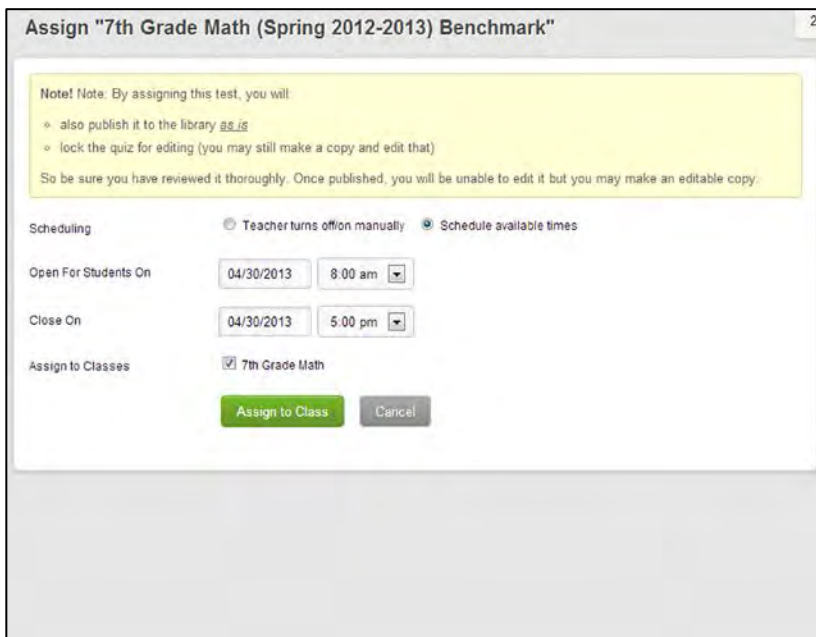 Assign "7th Grade Math (Spring 2012-2013) Benchmark"
2
Note! Note: By assigning this test, you will:
also publish it to the library as is
lock the quiz for editing (you may still make a copy and edit that)
So be sure you have reviewed it thoroughly. Once published, you will be unable to edit it but you may make an editable copy.
Scheduling Teacher turns off/on manually Schedule available times
Open For Students On 04/30/2013 8:00 am
Close On 04/30/2013 5:00 pm
Assign to Classes 7th Grade Math
Assign to Class Cancel